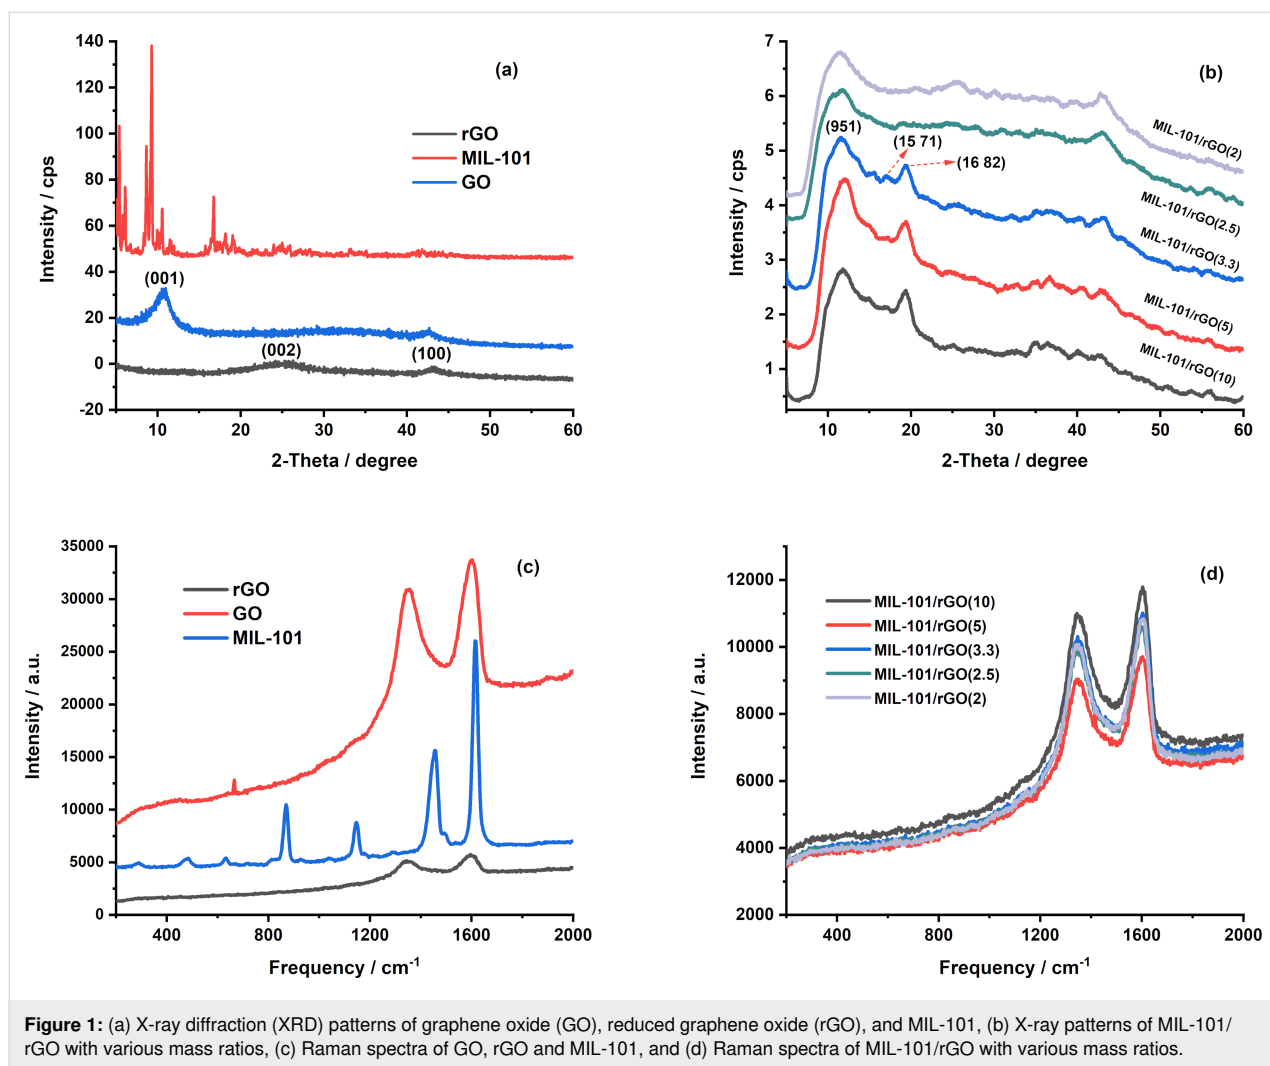 140
120
100
80
60
40
20
0
-20
Intensity / cps
(a)
rGO
MIL-101
GO
(001)
(002)
(100)
10
20
30
40
50
60
2-Theta / degree
7
6
5
4
3
2
1
Intensity / cps
(b)
(951)
(15 71)
(16 82)
MIL-101/rGO(2)
MIL-101/rGO(2.5)
MIL-101/rGO(3.3)
MIL-101/rGO(5)
MIL-101/rGO(10)
10
20
30
40
50
60
2-Theta / degree
35000
30000
25000
20000
15000
10000
5000
0
Intensity / a.u.
(c)
rGO
GO
MIL-101
400
800
1200
1600
2000
Frequency / cm-1
12000
10000
8000
6000
4000
2000
Intensity / a.u.
(d)
MIL-101/rGO(10)
MIL-101/rGO(5)
MIL-101/rGO(3.3)
MIL-101/rGO(2.5)
MIL-101/rGO(2)
400
800
1200
1600
2000
Frequency / cm-1
Figure 1: (a) X-ray diffraction (XRD) patterns of graphene oxide (GO), reduced graphene oxide (rGO), and MIL-101, (b) X-ray patterns of MIL-101/
rGO with various mass ratios, (c) Raman spectra of GO, rGO and MIL-101, and (d) Raman spectra of MIL-101/rGO with various mass ratios.